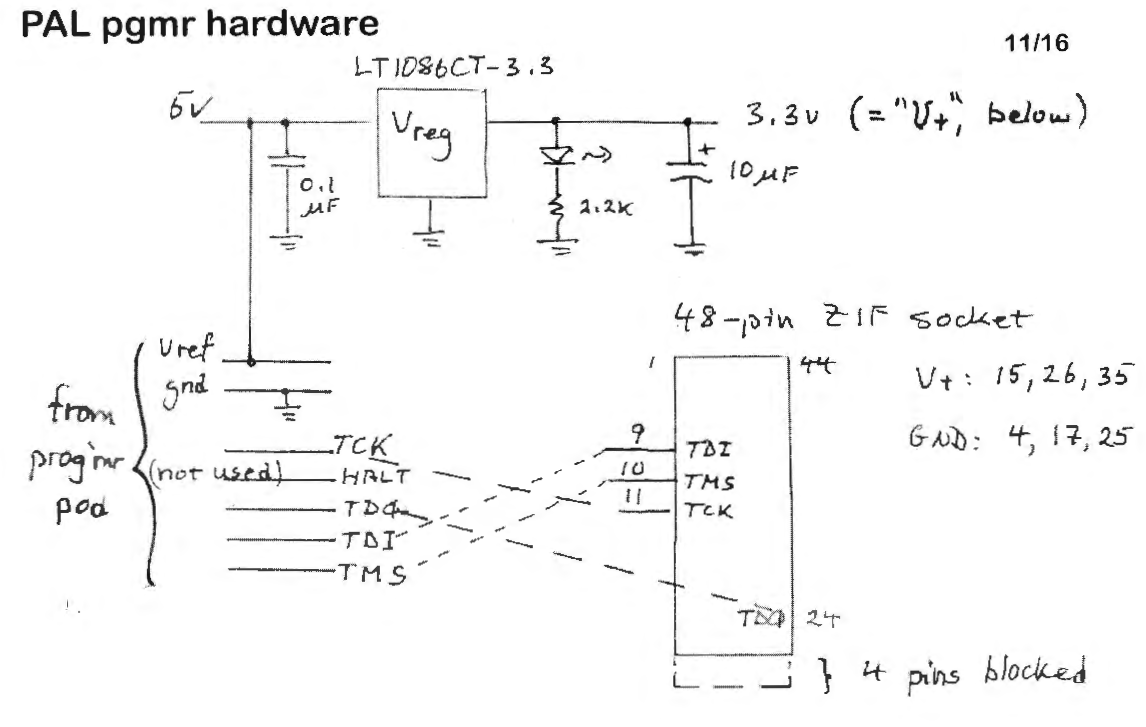 PAL pgmr hardware
11/16
LT1086CT-3.3
5V
Vreg
3.3v (= "V+", below)
0.1 µF
2.2K
+
10 µF
48-pin ZIF socket
1
44
V+: 15, 26, 35
GND: 4, 17, 25
from prog'mr pod
Vref
gnd
TCK
(not used) HALT
TDO
TDI
TMS
9 TDI
10 TMS
11 TCK
TDO 24
} 4 pins blocked